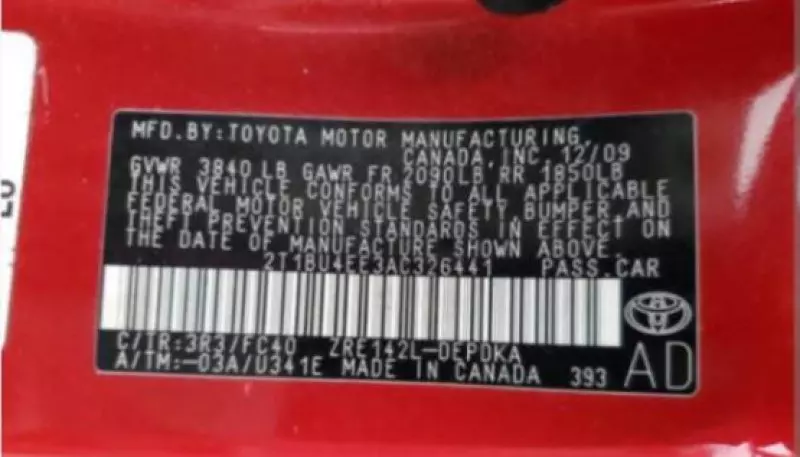 MFD.BY:TOYOTA MOTOR MANUFACTURING,
CANADA,INC. 12/09
GVWR 3840 LB GAWR FR 2090LB RR 1850LB
THIS VEHICLE CONFORMS TO ALL APPLICABLE
FEDERAL MOTOR VEHICLE SAFETY,BUMPER,AND
THEFT PREVENTION STANDARDS IN EFFECT ON
THE DATE OF MANUFACTURE SHOWN ABOVE.
2T1BU4EE3AC326441 PASS.CAR
C/TR:3R3/FC40 ZRE142L-DEPDKA
A/TM:-03A/U341E MADE IN CANADA 393 AD